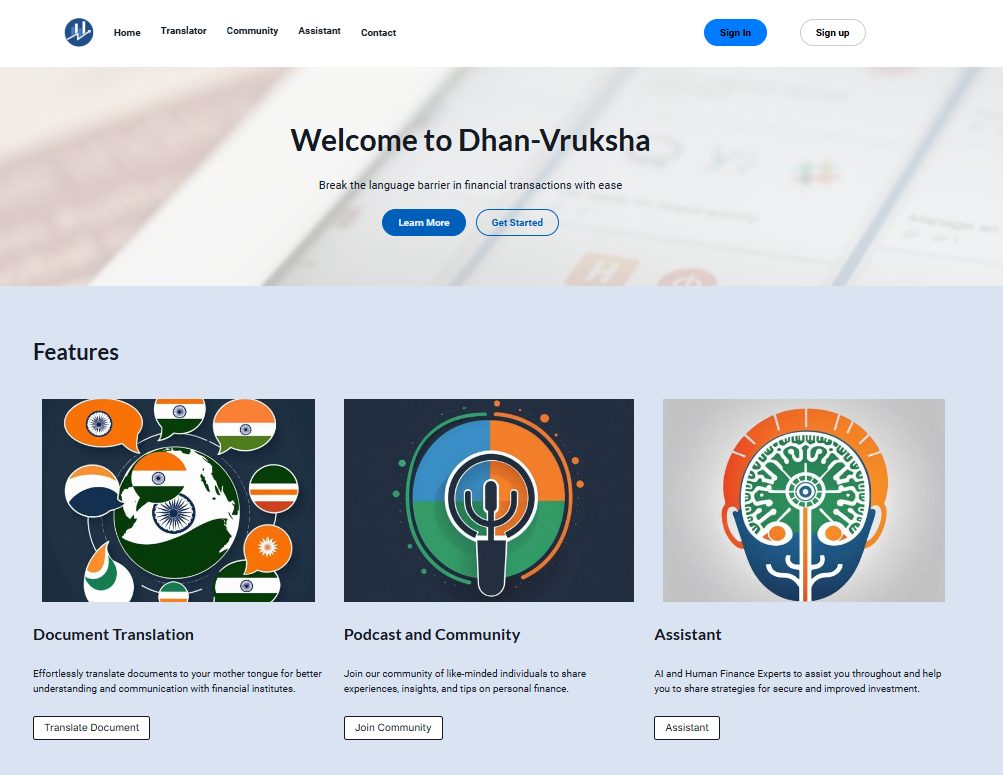 Home Translator Community Assistant Contact Sign In Sign up
Welcome to Dhan-Vruksha
Break the language barrier in financial transactions with ease
Learn More Get Started
Features
Document Translation
Effortlessly translate documents to your mother tongue for better
understanding and communication with financial institutes.
Translate Document
Podcast and Community
Join our community of like-minded individuals to share
experiences, insights, and tips on personal finance.
Join Community
Assistant
AI and Human Finance Experts to assist you throughout and help
you to share strategies for secure and improved investment.
Assistant